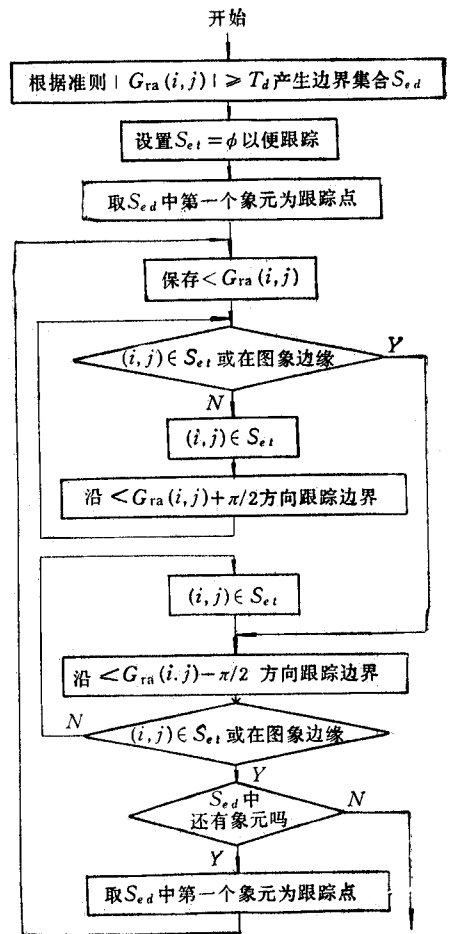 开始
根据准则 | Gra (i, j) | ≥ Td 产生边界集合 Sed
设置 Set = ϕ 以便跟踪
取 Sed 中第一个象元为跟踪点
保存 < Gra (i, j)
(i, j) ∈ Set 或在图象边缘
Y
N
(i, j) ∈ Set
沿 < Gra (i, j) + π/2 方向跟踪边界
(i, j) ∈ Set
沿 < Gra (i. j) − π/2 方向跟踪边界
N
(i, j) ∈ Set 或在图象边缘
Y
Sed 中
还有象元吗
N
Y
取 Sed 中第一个象元为跟踪点